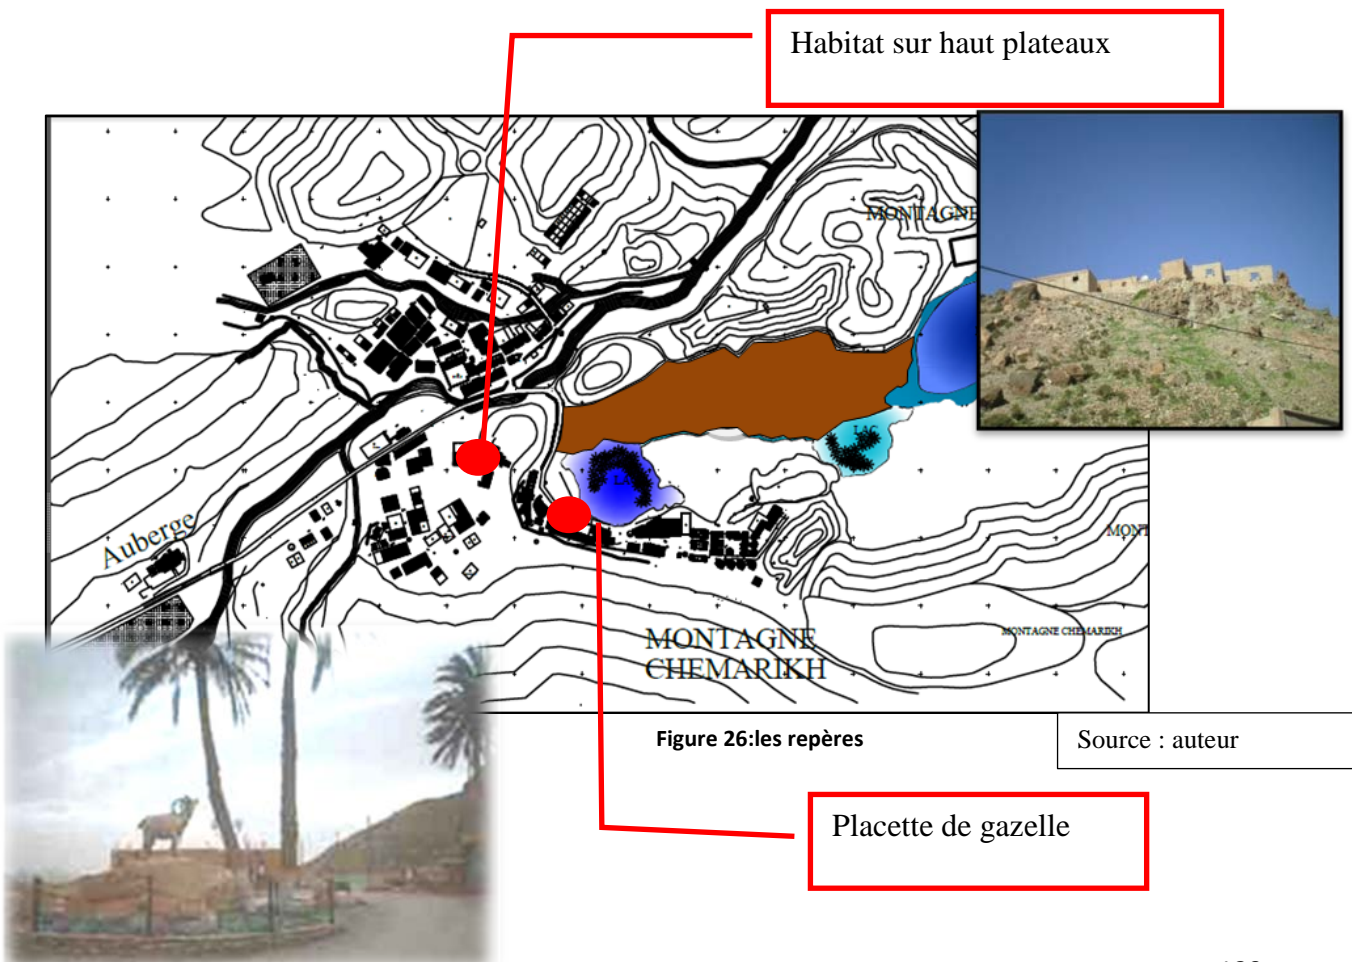 Habitat sur haut plateaux
MONTAGNE
LAC
Auberge
MONTAGNE
CHEMARIKH
MONTAGNE CHEMARIKH
Figure 26:les repères
Source : auteur
Placette de gazelle